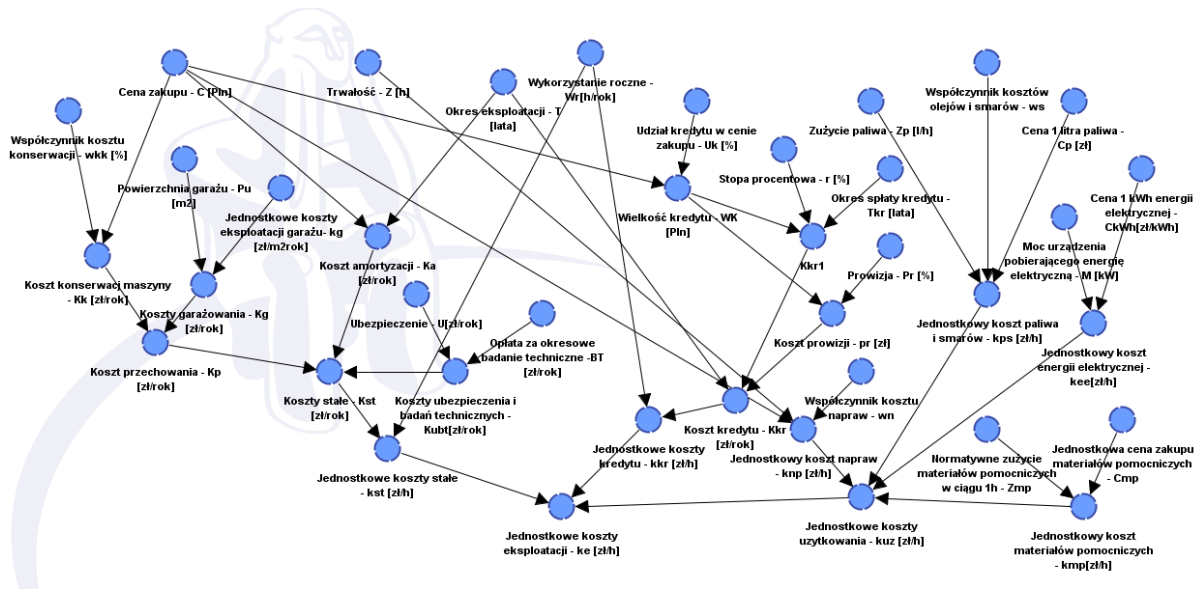 Cena zakupu - C [Pln]
Trwałość - Z [h]
Wykorzystanie roczne -
Wr[h/rok]
Okres eksploatacji - T
[lata]
Współczynnik kosztów
olejów i smarów - ws
Współczynnik kosztu
konserwacji - wkk [%]
Udział kredytu w cenie
zakupu - Uk [%]
Zużycie paliwa - Zp [l/h]
Cena 1 litra paliwa -
Cp [zł]
Powierzchnia garażu - Pu
[m2]
Stopa procentowa - r [%]
Okres spłaty kredytu -
Tkr [lata]
Cena 1 kWh energii
elektrycznej -
CkWh[zł/kWh]
Jednostkowe koszty
eksploatacji garażu- kg
[zł/m2rok]
Wielkość kredytu - WK
[Pln]
Moc urządzenia
pobierającego energię
elektryczną - M [kW]
Koszt amortyzacji - Ka
[zł/rok]
Kkr1
Prowizja - Pr [%]
Koszt konserwaci maszyny
- Kk [zł/rok]
Koszty garażowania - Kg
[zł/rok]
Ubezpieczenie - U[zł/rok]
Jednostkowy koszt paliwa
i smarów - kps [zł/h]
Opłata za okresowe
badanie techniczne -BT
[zł/rok]
Koszt prowizji - pr [zł]
Jednostkowy koszt
energii elektrycznej -
kee[zł/h]
Koszt przechowania - Kp
[zł/rok]
Koszty stałe - Kst
[zł/rok]
Koszty ubezpieczenia i
badań technicznych -
Kubt[zł/rok]
Współczynnik kosztu
napraw - wn
Koszt kredytu - Kkr
[zł/rok]
Jednostkowe koszty
kredytu - kkr [zł/h]
Jednostkowy koszt napraw
- knp [zł/h]
Normatywne zużycie
materiałów pomocniczych
w ciągu 1h - Zmp
Jednostkowa cena zakupu
materiałów pomocniczych
- Cmp
Jednostkowe koszty stałe
- kst [zł/h]
Jednostkowe koszty
eksploatacji - ke [zł/h]
Jednostkowe koszty
uzytkowania - kuz [zł/h]
Jednostkowy koszt
materiałów pomocniczych
- kmp[zł/h]